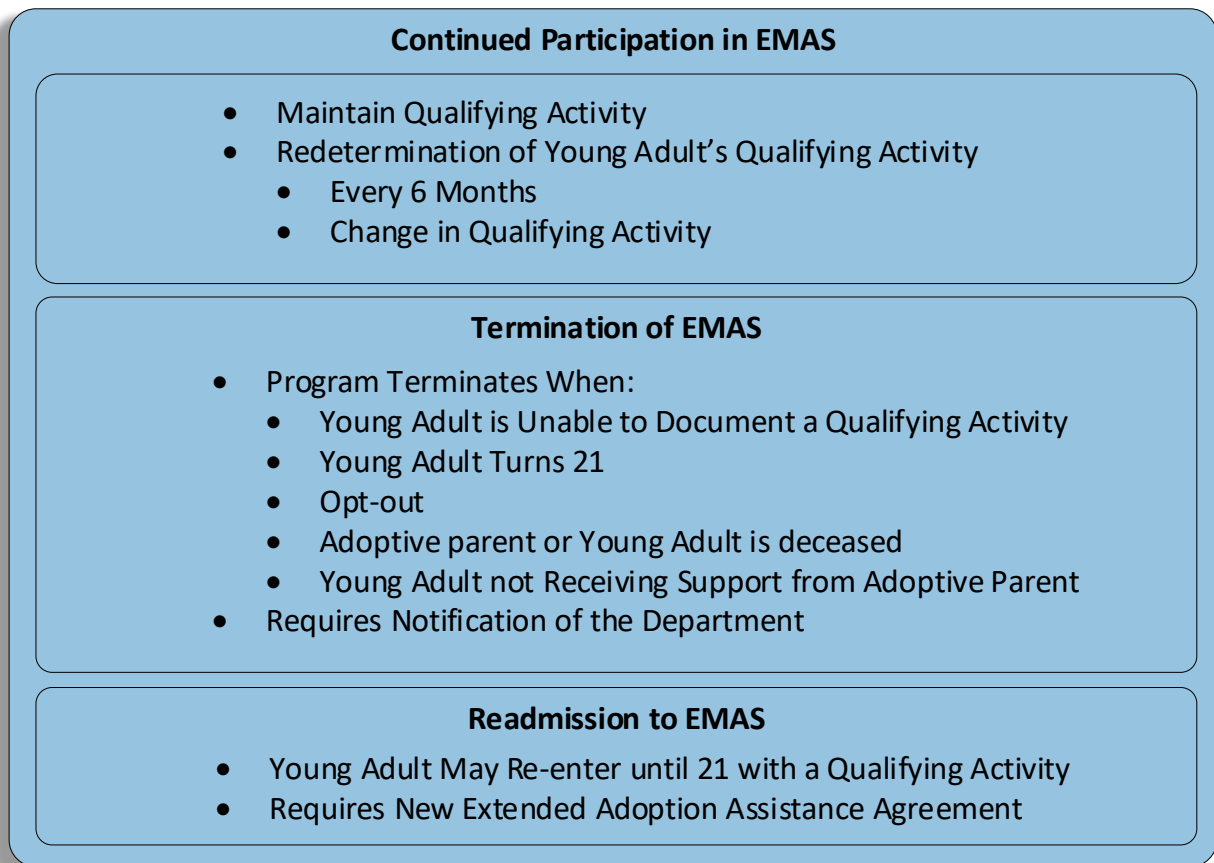 Continued Participation in EMAS
• Maintain Qualifying Activity
• Redetermination of Young Adult’s Qualifying Activity
• Every 6 Months
• Change in Qualifying Activity
Termination of EMAS
• Program Terminates When:
• Young Adult is Unable to Document a Qualifying Activity
• Young Adult Turns 21
• Opt-out
• Adoptive parent or Young Adult is deceased
• Young Adult not Receiving Support from Adoptive Parent
• Requires Notification of the Department
Readmission to EMAS
• Young Adult May Re-enter until 21 with a Qualifying Activity
• Requires New Extended Adoption Assistance Agreement